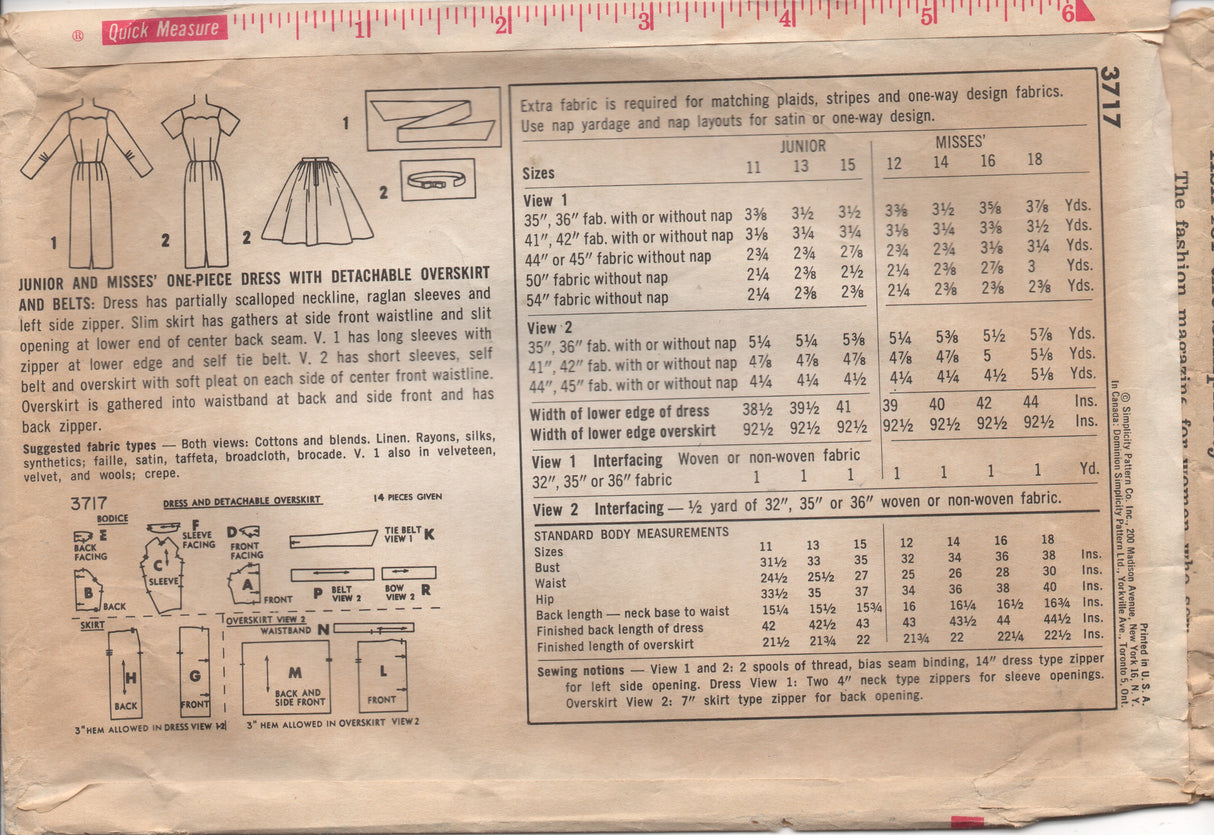 ® Quick Measure 1 2 3 4 5 6
3717
1
2
2
1
2
JUNIOR AND MISSES' ONE-PIECE DRESS WITH DETACHABLE OVERSKIRT
AND BELTS: Dress has partially scalloped neckline, raglan sleeves and
left side zipper. Slim skirt has gathers at side front waistline and slit
opening at lower end of center back seam. V. 1 has long sleeves with
zipper at lower edge and self tie belt. V. 2 has short sleeves, self
belt and overskirt with soft pleat on each side of center front waistline.
Overskirt is gathered into waistband at back and side front and has
back zipper.
Suggested fabric types — Both views: Cottons and blends. Linen. Rayons, silks,
synthetics; faille, satin, taffeta, broadcloth, brocade. V. 1 also in velveteen,
velvet, and wools; crepe.
3717 DRESS AND DETACHABLE OVERSKIRT 14 PIECES GIVEN
BODICE
E BACK FACING
F SLEEVE FACING
D FRONT FACING
TIE BELT VIEW 1 K
B BACK
C SLEEVE
A FRONT
P BELT VIEW 2
BOW VIEW 2 R
SKIRT
OVERSKIRT VIEW 2
WAISTBAND N
H BACK
G FRONT
M BACK AND SIDE FRONT
L FRONT
3" HEM ALLOWED IN DRESS VIEW 1-2
3" HEM ALLOWED IN OVERSKIRT VIEW 2
Extra fabric is required for matching plaids, stripes and one-way design fabrics.
Use nap yardage and nap layouts for satin or one-way design.
JUNIOR MISSES'
Sizes 11 13 15 12 14 16 18
View 1
35", 36" fab. with or without nap 3⅜ 3½ 3½ 3⅜ 3½ 3⅝ 3⅞ Yds.
41", 42" fab. with or without nap 3⅛ 3¼ 3¼ 3⅛ 3¼ 3⅜ 3½ Yds.
44" or 45" fabric without nap 2¾ 2¾ 2⅞ 2¾ 2¾ 3⅛ 3¼ Yds.
50" fabric without nap 2¼ 2⅜ 2½ 2¼ 2⅜ 2⅞ 3 Yds.
54" fabric without nap 2¼ 2⅜ 2⅜ 2¼ 2⅜ 2⅜ 2⅜ Yds.
View 2
35", 36" fab. with or without nap 5¼ 5¼ 5⅜ 5¼ 5⅜ 5½ 5⅞ Yds.
41", 42" fab. with or without nap 4⅞ 4⅞ 4⅞ 4⅞ 4⅞ 5 5⅛ Yds.
44", 45" fab. with or without nap 4¼ 4¼ 4½ 4¼ 4¼ 4½ 5⅛ Yds.
Width of lower edge of dress 38½ 39½ 41 39 40 42 44 Ins.
Width of lower edge overskirt 92½ 92½ 92½ 92½ 92½ 92½ 92½ Ins.
View 1 Interfacing Woven or non-woven fabric
32", 35" or 36" fabric 1 1 1 1 1 1 1 Yd.
View 2 Interfacing — ½ yard of 32", 35" or 36" woven or non-woven fabric.
STANDARD BODY MEASUREMENTS
Sizes 11 13 15 12 14 16 18
Bust 31½ 33 35 32 34 36 38 Ins.
Waist 24½ 25½ 27 25 26 28 30 Ins.
Hip 33½ 35 37 34 36 38 40 Ins.
Back length — neck base to waist 15¼ 15½ 15¾ 16 16¼ 16½ 16¾ Ins.
Finished back length of dress 42 42½ 43 43 43½ 44 44½ Ins.
Finished length of overskirt 21½ 21¾ 22 21¾ 22 22¼ 22½ Ins.
Sewing notions — View 1 and 2: 2 spools of thread, bias seam binding, 14" dress type zipper
for left side opening. Dress View 1: Two 4" neck type zippers for sleeve openings.
Overskirt View 2: 7" skirt type zipper for back opening.
© Simplicity Pattern Co. Inc., 200 Madison Avenue, New York 16, N. Y.
In Canada: Dominion Simplicity Pattern Ltd., Yorkville Ave., Toronto 5, Ont.
Printed in U. S. A.
The fashion magazine for women who sew